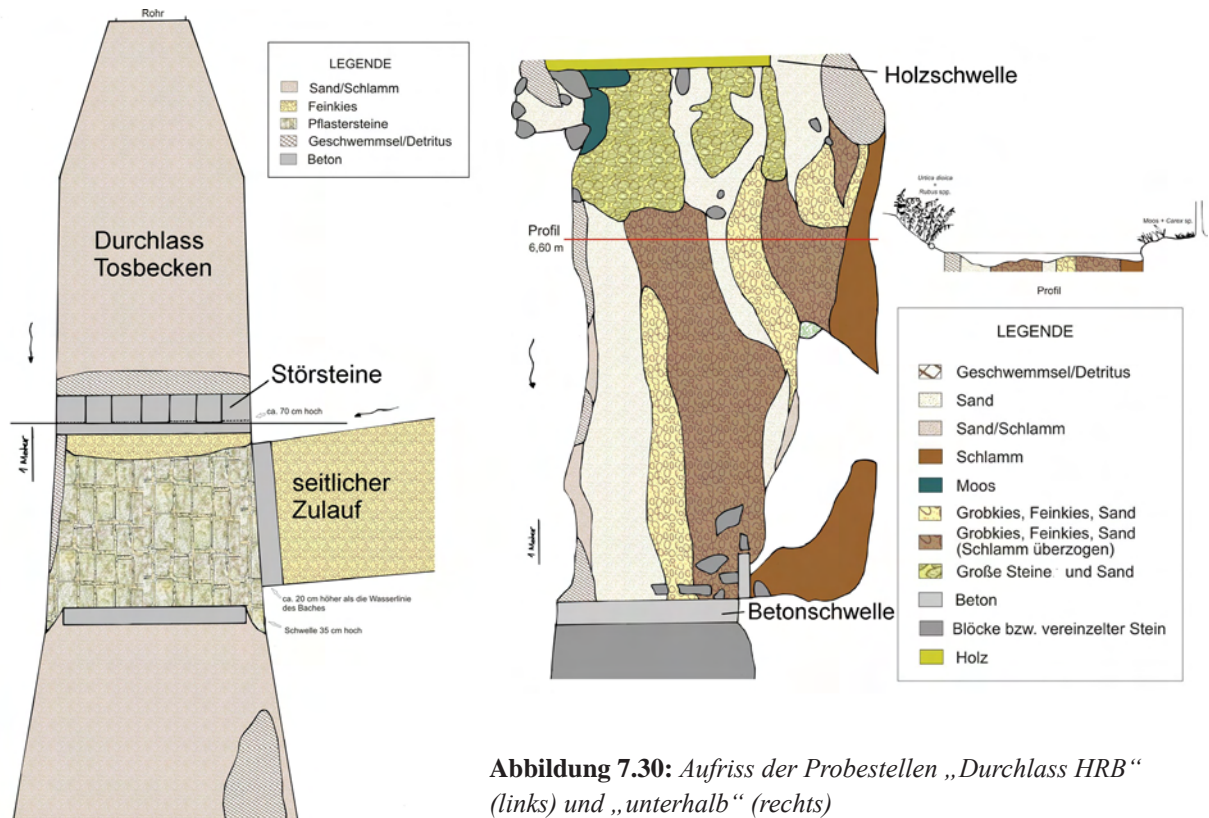 Rohr
LEGENDE
Sand/Schlamm
Feinkies
Pflastersteine
Geschwemmsel/Detritus
Beton
Durchlass
Tosbecken
Störsteine
ca. 70 cm hoch
1 Meter
seitlicher
Zulauf
ca. 20 cm höher als die Wasserlinie
des Baches
Schwelle 35 cm hoch
Holzschwelle
Profil
6,60 m
1 Meter
Betonschwelle
Urtica dioica
+
Rubus spp.
Moos + Carex sp.
Profil
LEGENDE
Geschwemmsel/Detritus
Sand
Sand/Schlamm
Schlamm
Moos
Grobkies, Feinkies, Sand
Grobkies, Feinkies, Sand
(Schlamm überzogen)
Große Steine und Sand
Beton
Blöcke bzw. vereinzelter Stein
Holz
Abbildung 7.30: Aufriss der Probestellen „Durchlass HRB“
(links) und „unterhalb“ (rechts)